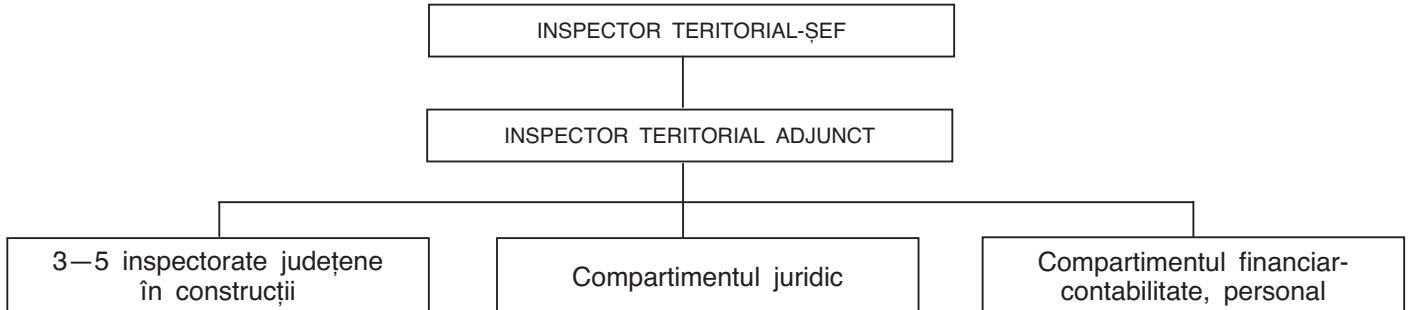 INSPECTOR TERITORIAL-ȘEF
INSPECTOR TERITORIAL ADJUNCT
3—5 inspectorate județene
în construcții
Compartimentul juridic
Compartimentul financiar-
contabilitate, personal